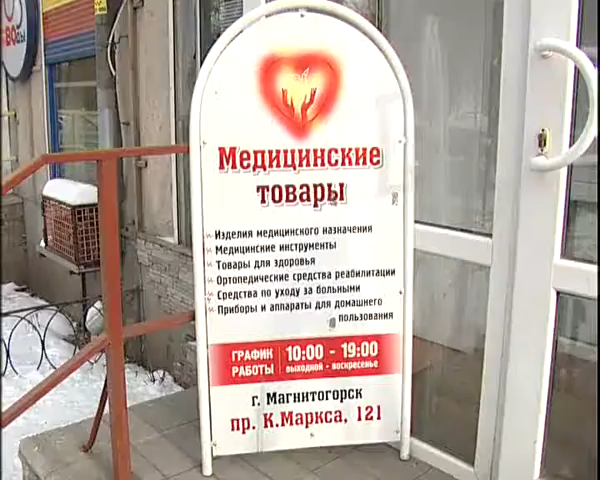 Медицинские
товары
Изделия медицинского назначения
Медицинские инструменты
Товары для здоровья
Ортопедические средства реабилитации
Средства по уходу за больными
Приборы и аппараты для домашнего
пользования
ГРАФИК РАБОТЫ
10:00 - 19:00
выходной - воскресенье
г. Магнитогорск
пр. К.Маркса, 121